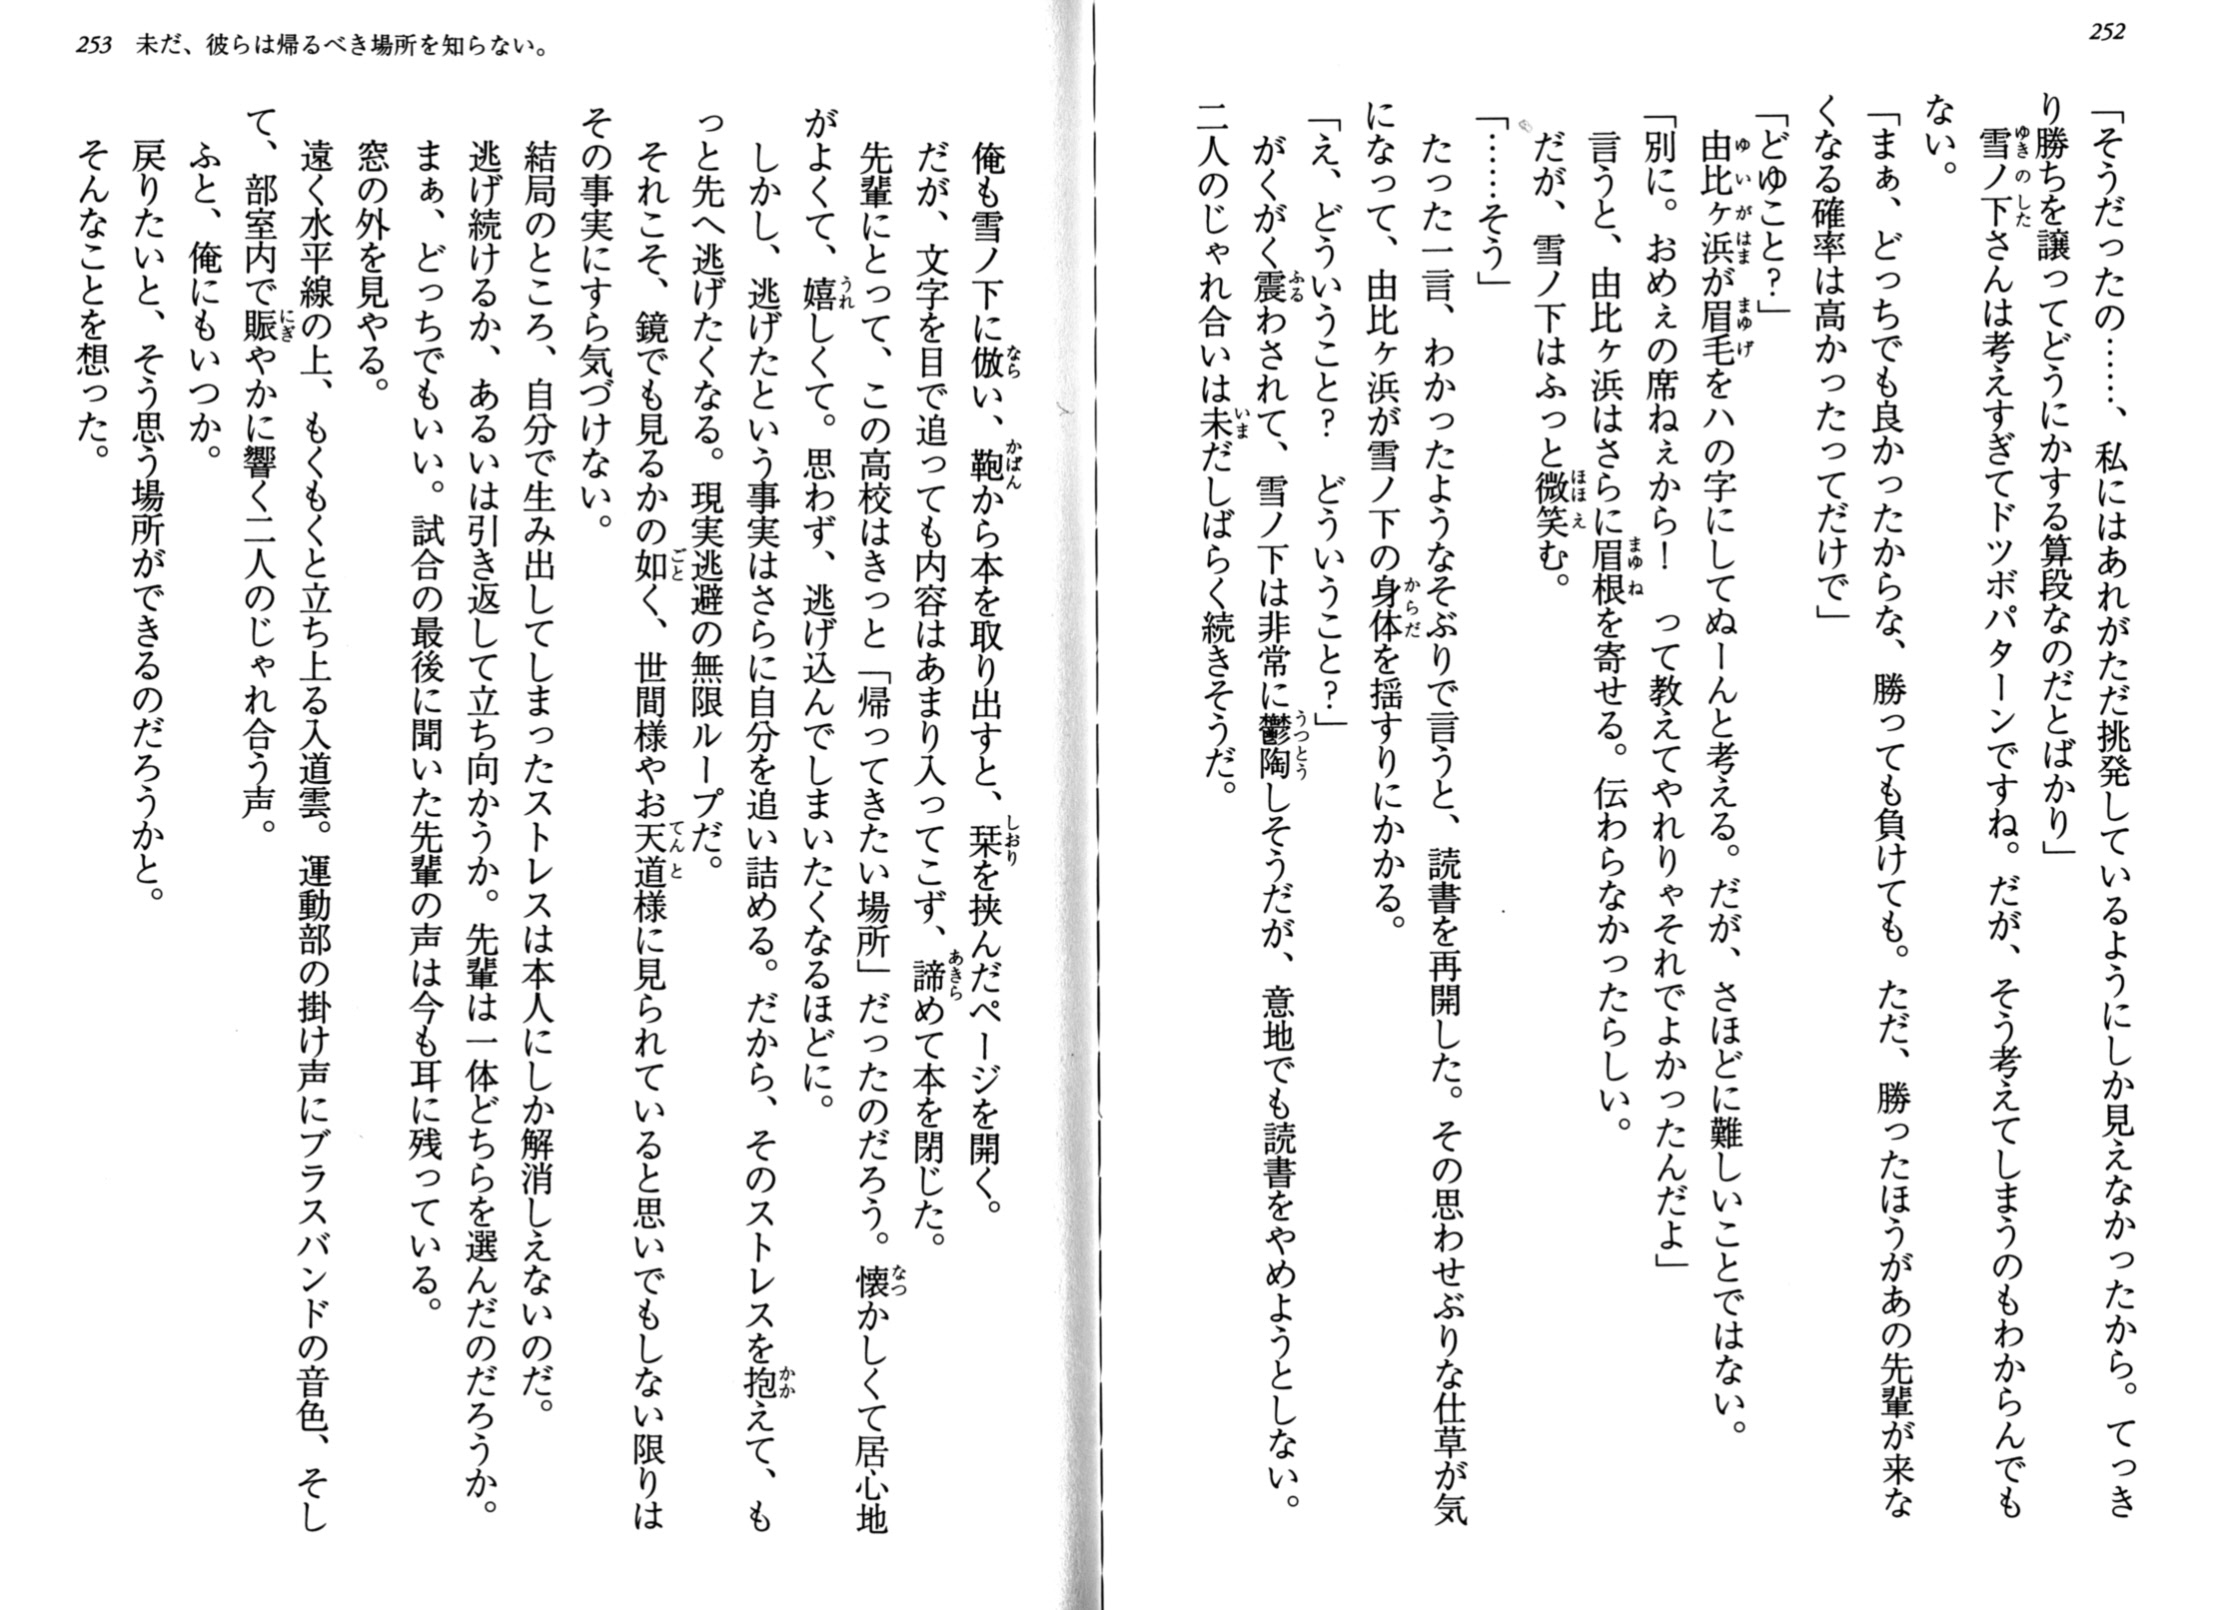 252
「そうだったの……、私にはあれがただ挑発しているようにしか見えなかったから。てっき
り勝ちを譲ってどうにかする算段なのだとばかり」
雪ノ下さんは考えすぎてドツボパターンですね。だが、そう考えてしまうのもわからんでも
ない。
「まぁ、どっちでも良かったからな、勝っても負けても。ただ、勝ったほうがあの先輩が来な
くなる確率は高かったってだけで」
「どゆこと？」
由比ヶ浜が眉毛をハの字にしてぬーんと考える。だが、さほどに難しいことではない。
「別に。おめぇの席ねぇから！　って教えてやれりゃそれでよかったんだよ」
言うと、由比ヶ浜はさらに眉根を寄せる。伝わらなかったらしい。
だが、雪ノ下はふっと微笑む。
「……そう」
たった一言、わかったようなそぶりで言うと、読書を再開した。その思わせぶりな仕草が気
になって、由比ヶ浜が雪ノ下の身体を揺すりにかかる。
「え、どういうこと？　どういうこと？」
がくがく震わされて、雪ノ下は非常に鬱陶しそうだが、意地でも読書をやめようとしない。
二人のじゃれ合いは未だしばらく続きそうだ。
253　未だ、彼らは帰るべき場所を知らない。
俺も雪ノ下に倣い、鞄から本を取り出すと、栞を挟んだページを開く。
だが、文字を目で追っても内容はあまり入ってこず、諦めて本を閉じた。
先輩にとって、この高校はきっと「帰ってきたい場所」だったのだろう。懐かしくて居心地
がよくて、嬉しくて。思わず、逃げ込んでしまいたくなるほどに。
しかし、逃げたという事実はさらに自分を追い詰める。だから、そのストレスを抱えて、も
っと先へ逃げたくなる。現実逃避の無限ループだ。
それこそ、鏡でも見るかの如く、世間様やお天道様に見られていると思いでもしない限りは
その事実にすら気づけない。
結局のところ、自分で生み出してしまったストレスは本人にしか解消しえないのだ。
逃げ続けるか、あるいは引き返して立ち向かうか。先輩は一体どちらを選んだのだろうか。
まぁ、どっちでもいい。試合の最後に聞いた先輩の声は今も耳に残っている。
窓の外を見やる。
遠く水平線の上、もくもくと立ち上る入道雲。運動部の掛け声にブラスバンドの音色、そし
て、部室内で賑やかに響く二人のじゃれ合う声。
ふと、俺にもいつか。
戻りたいと、そう思う場所ができるのだろうかと。
そんなことを想った。